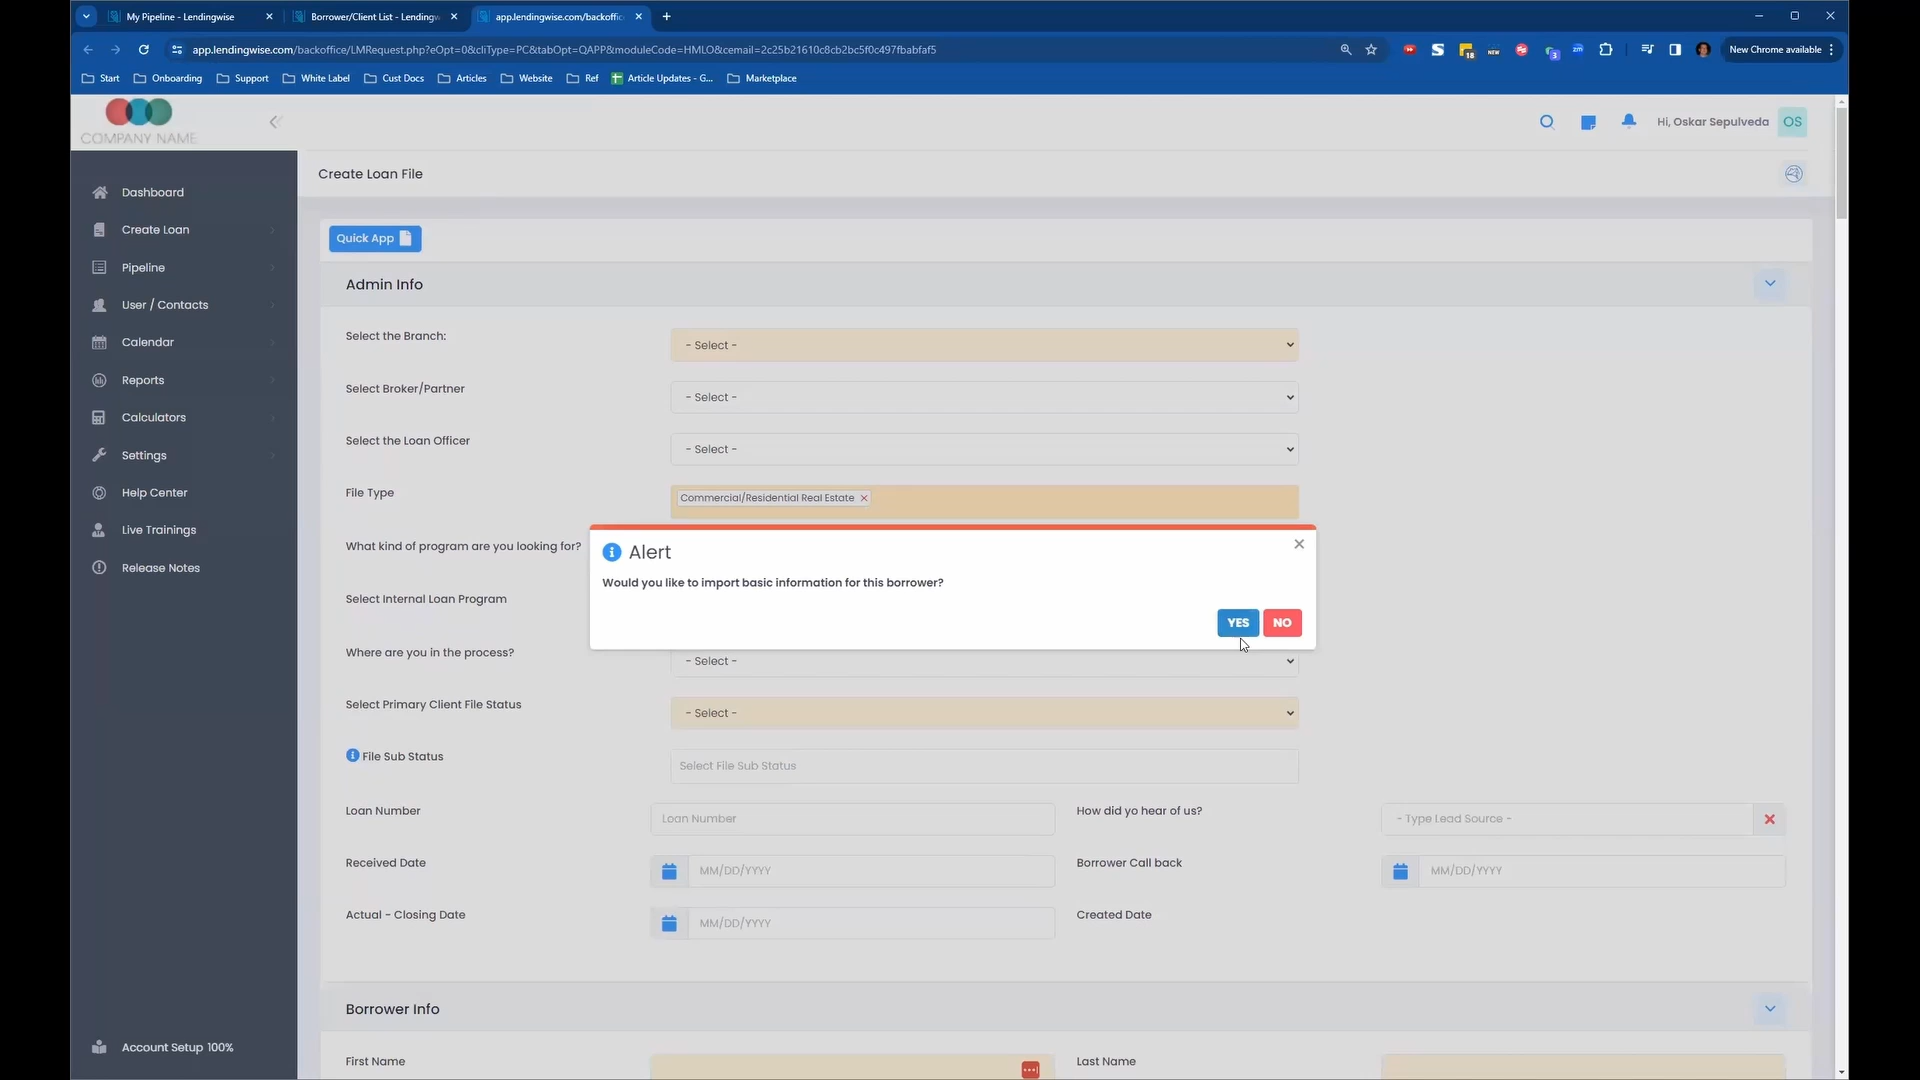 My Pipeline - Lendingwise
Borrower/Client List - Lendingw
app.lendingwise.com/backoffic
app.lendingwise.com/backoffice/LMRequest.php?eOpt=0&cliType=PC&tabOpt=QAPP&moduleCode=HMLO&cemail=2c25b21610c8cb2bc5f0c497fbabfaf5
18
NEW
3
zm
New Chrome available
Start
Onboarding
Support
White Label
Cust Docs
Articles
Website
Ref
Article Updates - G...
Marketplace
COMPANY NAME
Hi, Oskar Sepulveda
OS
Create Loan File
Dashboard
Create Loan
Pipeline
User / Contacts
Calendar
Reports
Calculators
Settings
Help Center
Live Trainings
Release Notes
Account Setup 100%
Quick App
Admin Info
Select the Branch:
- Select -
Select Broker/Partner
- Select -
Select the Loan Officer
- Select -
File Type
Commercial/Residential Real Estate
What kind of program are you looking for?
Select Internal Loan Program
Alert
Would you like to import basic information for this borrower?
YES
NO
Where are you in the process?
- Select -
Select Primary Client File Status
- Select -
File Sub Status
Select File Sub Status
Loan Number
Loan Number
How did yo hear of us?
- Type Lead Source -
Received Date
MM/DD/YYYY
Borrower Call back
MM/DD/YYYY
Actual - Closing Date
MM/DD/YYYY
Created Date
Borrower Info
First Name
Last Name